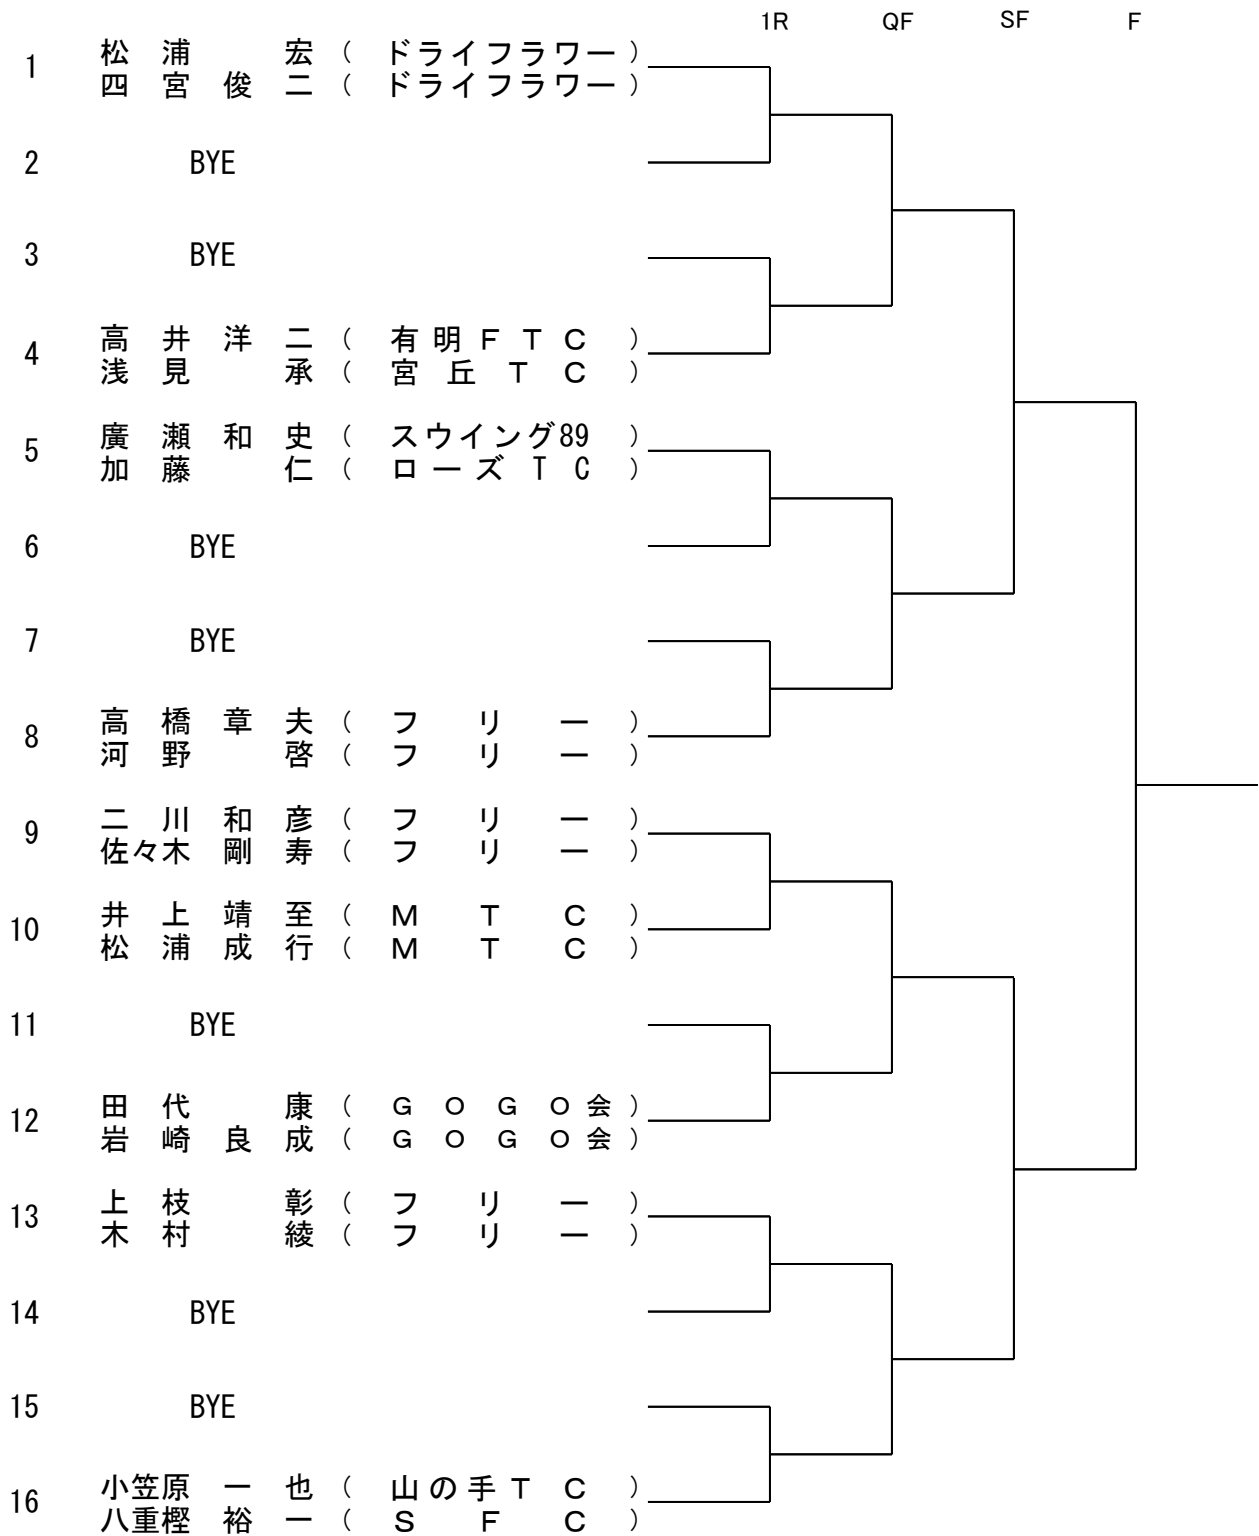 1R QF SF F
1 松浦 宏 ( ドライフラワー )
四宮俊二 ( ドライフラワー )
2 BYE
3 BYE
4 高井洋二 ( 有明FTC )
浅見 承 ( 宮丘TC )
5 廣瀬和史 ( スウイング89 )
加藤 仁 ( ローズTC )
6 BYE
7 BYE
8 高橋章夫 ( フリー )
河野 啓 ( フリー )
9 二川和彦 ( フリー )
佐々木剛寿 ( フリー )
10 井上靖至 ( MTC )
松浦成行 ( MTC )
11 BYE
12 田代 康 ( GOGO会 )
岩崎良成 ( GOGO会 )
13 上枝 彰 ( フリー )
木村 綾 ( フリー )
14 BYE
15 BYE
16 小笠原一也 ( 山の手TC )
八重樫裕一 ( SFC )